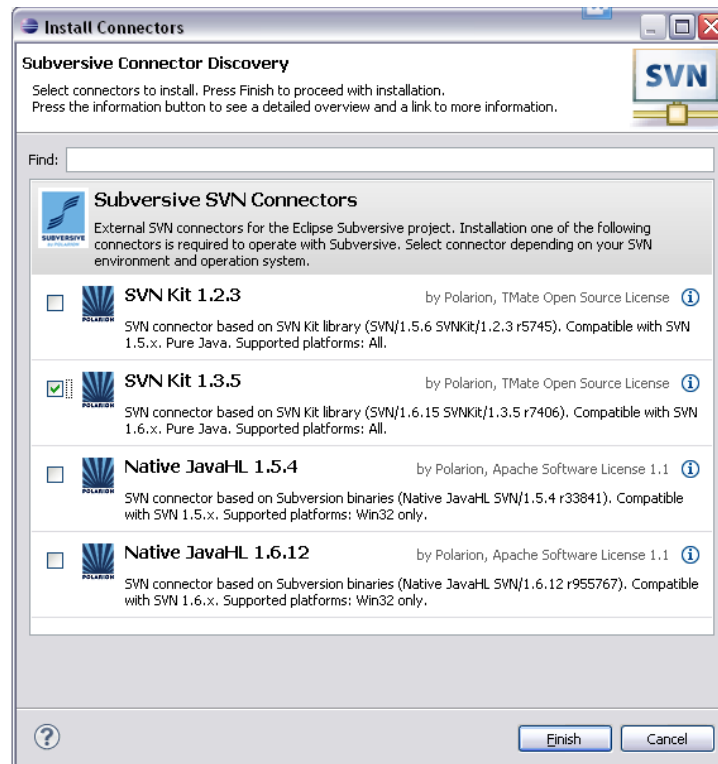 Install Connectors
Subversive Connector Discovery
Select connectors to install. Press Finish to proceed with installation.
Press the information button to see a detailed overview and a link to more information.
SVN
Find:
SUBVERSIVE
Subversive SVN Connectors
External SVN connectors for the Eclipse Subversive project. Installation one of the following
connectors is required to operate with Subversive. Select connector depending on your SVN
environment and operation system.
POLARION
SVN Kit 1.2.3
by Polarion, TMate Open Source License
SVN connector based on SVN Kit library (SVN/1.5.6 SVNKit/1.2.3 r5745). Compatible with SVN
1.5.x. Pure Java. Supported platforms: All.
POLARION
SVN Kit 1.3.5
by Polarion, TMate Open Source License
SVN connector based on SVN Kit library (SVN/1.6.15 SVNKit/1.3.5 r7406). Compatible with SVN
1.6.x. Pure Java. Supported platforms: All.
POLARION
Native JavaHL 1.5.4
by Polarion, Apache Software License 1.1
SVN connector based on Subversion binaries (Native JavaHL SVN/1.5.4 r33841). Compatible
with SVN 1.5.x. Supported platforms: Win32 only.
POLARION
Native JavaHL 1.6.12
by Polarion, Apache Software License 1.1
SVN connector based on Subversion binaries (Native JavaHL SVN/1.6.12 r955767). Compatible
with SVN 1.6.x. Supported platforms: Win32 only.
?
Finish
Cancel